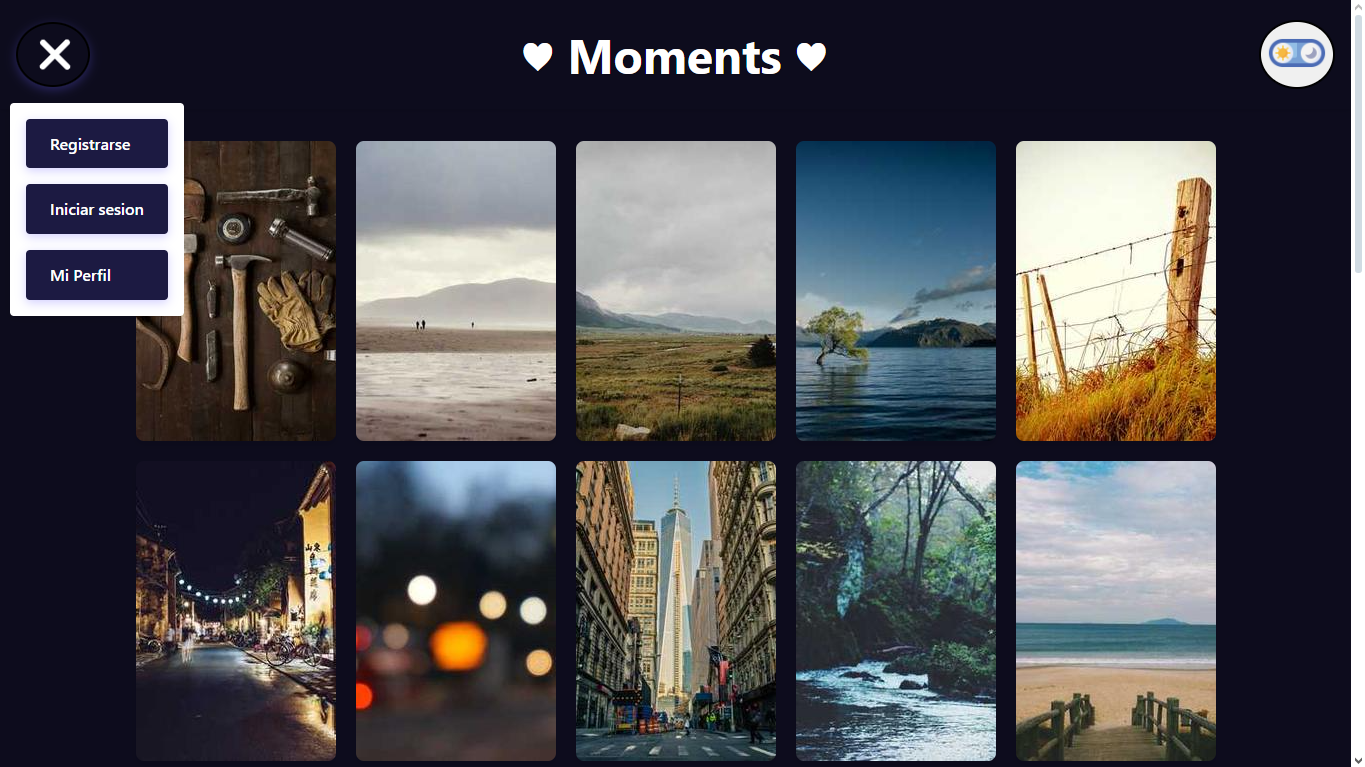 ♥ Moments ♥
Registrarse
Iniciar sesion
Mi Perfil